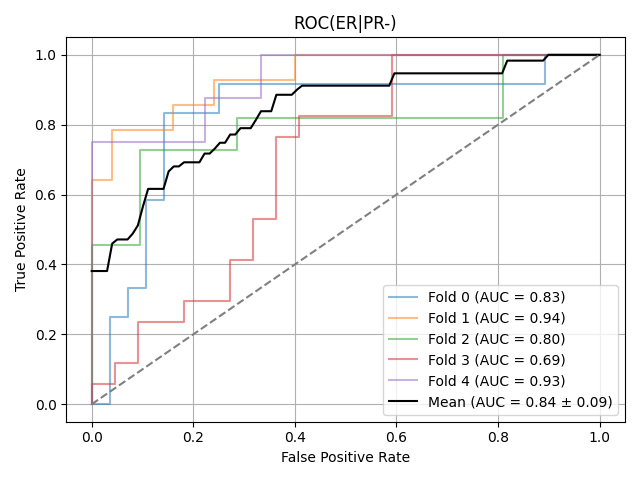 ROC(ER|PR-)
True Positive Rate
1.0
0.8
0.6
0.4
0.2
0.0
Fold 0 (AUC = 0.83)
Fold 1 (AUC = 0.94)
Fold 2 (AUC = 0.80)
Fold 3 (AUC = 0.69)
Fold 4 (AUC = 0.93)
Mean (AUC = 0.84 ± 0.09)
0.0 0.2 0.4 0.6 0.8 1.0
False Positive Rate